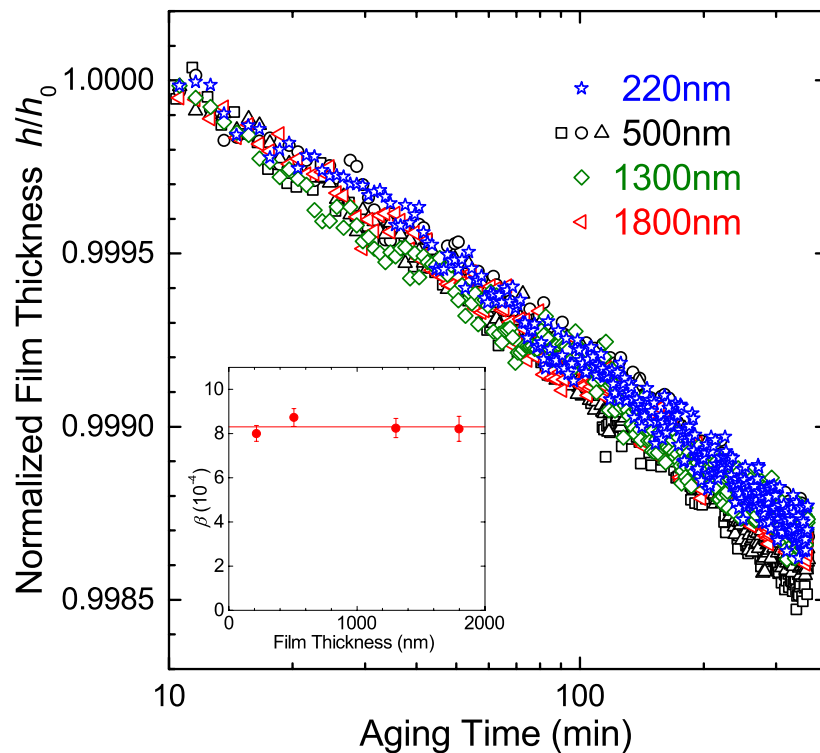 Normalized Film Thickness h/h0
1.0000
0.9995
0.9990
0.9985
220nm
500nm
1300nm
1800nm
β (10-4)
10
8
6
4
2
0
0 1000 2000
Film Thickness (nm)
10 100
Aging Time (min)